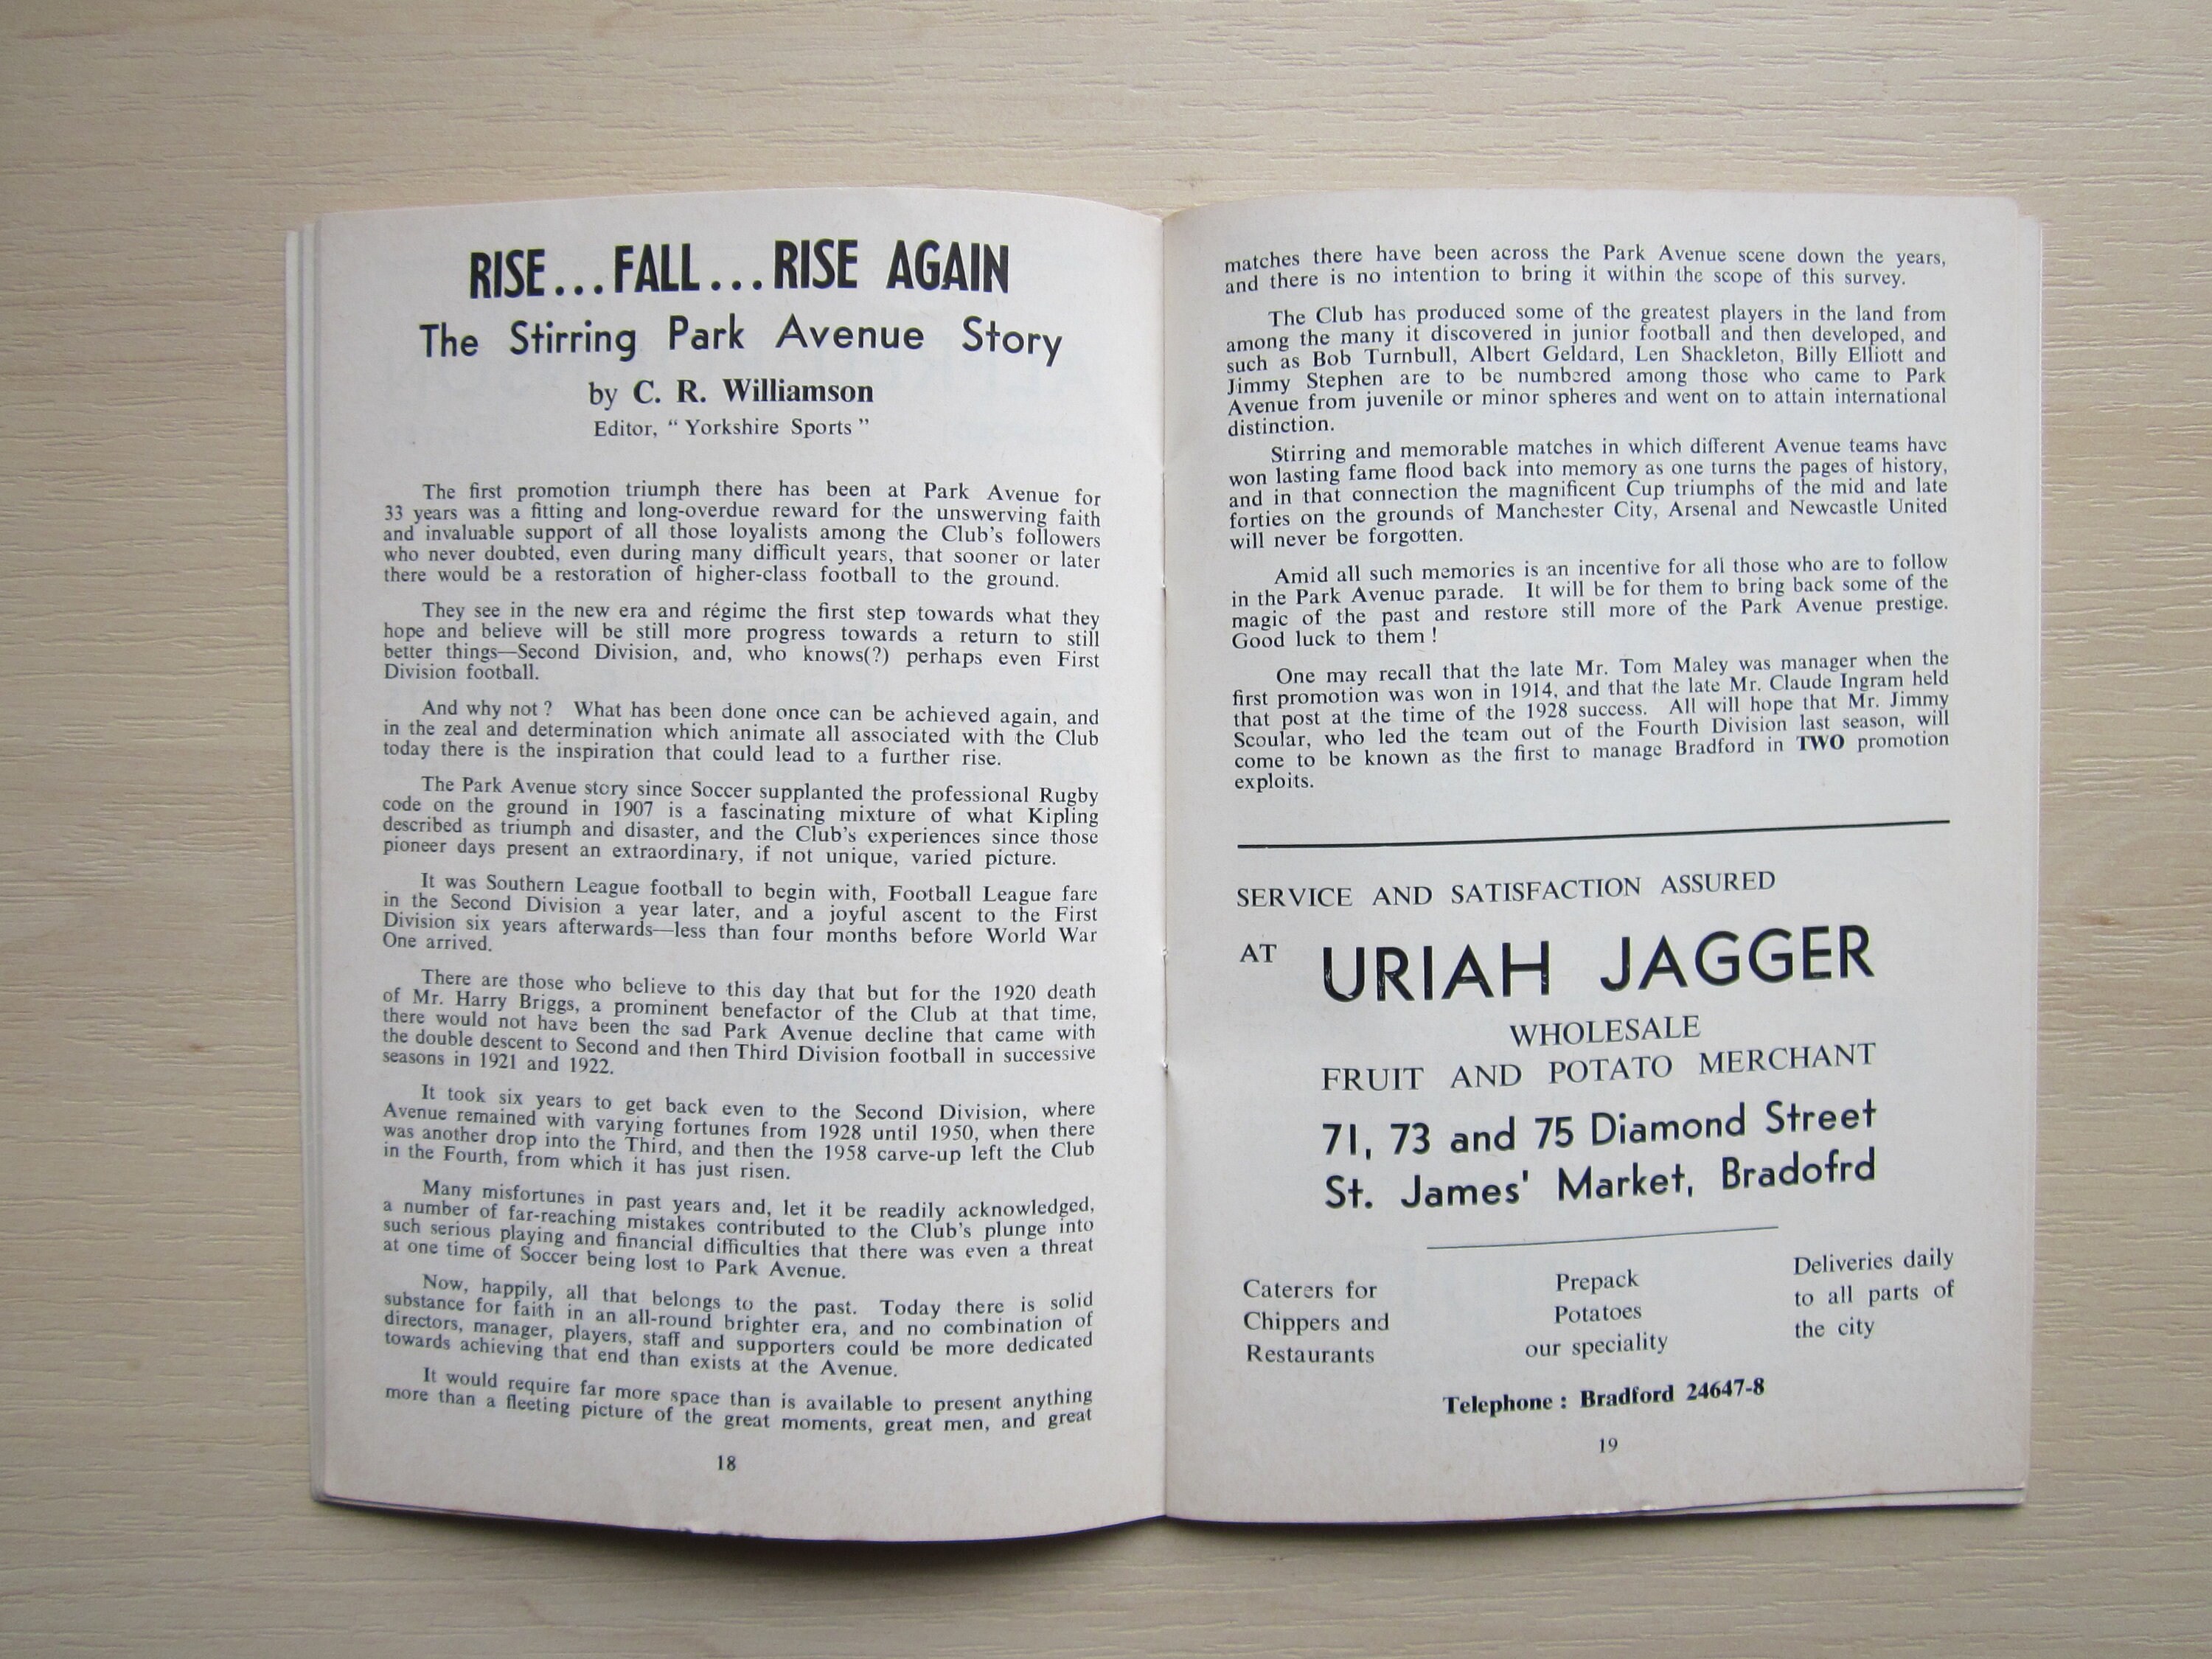 RISE...FALL...RISE AGAIN
The Stirring Park Avenue Story
by C. R. Williamson
Editor, “ Yorkshire Sports ”
The first promotion triumph there has been at Park Avenue for
33 years was a fitting and long-overdue reward for the unswerving faith
and invaluable support of all those loyalists among the Club's followers
who never doubted, even during many difficult years, that sooner or later
there would be a restoration of higher-class football to the ground.
They see in the new era and régime the first step towards what they
hope and believe will be still more progress towards a return to still
better things—Second Division, and, who knows(?) perhaps even First
Division football.
And why not ? What has been done once can be achieved again, and
in the zeal and determination which animate all associated with the Club
today there is the inspiration that could lead to a further rise.
The Park Avenue story since Soccer supplanted the professional Rugby
code on the ground in 1907 is a fascinating mixture of what Kipling
described as triumph and disaster, and the Club's experiences since those
pioneer days present an extraordinary, if not unique, varied picture.
It was Southern League football to begin with, Football League fare
in the Second Division a year later, and a joyful ascent to the First
Division six years afterwards—less than four months before World War
One arrived.
There are those who believe to this day that but for the 1920 death
of Mr. Harry Briggs, a prominent benefactor of the Club at that time,
there would not have been the sad Park Avenue decline that came with
the double descent to Second and then Third Division football in successive
seasons in 1921 and 1922.
It took six years to get back even to the Second Division, where
Avenue remained with varying fortunes from 1928 until 1950, when there
was another drop into the Third, and then the 1958 carve-up left the Club
in the Fourth, from which it has just risen.
Many misfortunes in past years and, let it be readily acknowledged,
a number of far-reaching mistakes contributed to the Club's plunge into
such serious playing and financial difficulties that there was even a threat
at one time of Soccer being lost to Park Avenue.
Now, happily, all that belongs to the past. Today there is solid
substance for faith in an all-round brighter era, and no combination of
directors, manager, players, staff and supporters could be more dedicated
towards achieving that end than exists at the Avenue.
It would require far more space than is available to present anything
more than a fleeting picture of the great moments, great men, and great
18
matches there have been across the Park Avenue scene down the years,
and there is no intention to bring it within the scope of this survey.
The Club has produced some of the greatest players in the land from
among the many it discovered in junior football and then developed, and
such as Bob Turnbull, Albert Geldard, Len Shackleton, Billy Elliott and
Jimmy Stephen are to be numbered among those who came to Park
Avenue from juvenile or minor spheres and went on to attain international
distinction.
Stirring and memorable matches in which different Avenue teams have
won lasting fame flood back into memory as one turns the pages of history,
and in that connection the magnificent Cup triumphs of the mid and late
forties on the grounds of Manchester City, Arsenal and Newcastle United
will never be forgotten.
Amid all such memories is an incentive for all those who are to follow
in the Park Avenue parade. It will be for them to bring back some of the
magic of the past and restore still more of the Park Avenue prestige.
Good luck to them !
One may recall that the late Mr. Tom Maley was manager when the
first promotion was won in 1914, and that the late Mr. Claude Ingram held
that post at the time of the 1928 success. All will hope that Mr. Jimmy
Scoular, who led the team out of the Fourth Division last season, will
come to be known as the first to manage Bradford in TWO promotion
exploits.
SERVICE AND SATISFACTION ASSURED
AT URIAH JAGGER
WHOLESALE
FRUIT AND POTATO MERCHANT
71, 73 and 75 Diamond Street
St. James' Market, Bradofrd
Caterers for
Chippers and
Restaurants
Prepack
Potatoes
our speciality
Deliveries daily
to all parts of
the city
Telephone : Bradford 24647-8
19